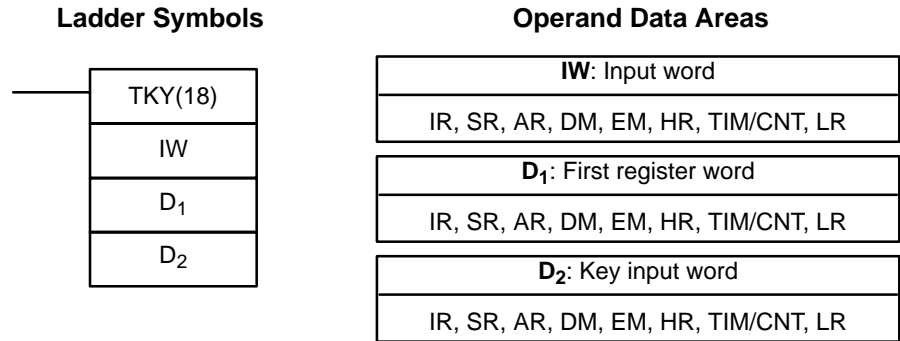 Ladder Symbols
TKY(18)
IW
D1
D2
Operand Data Areas
IW: Input word
IR, SR, AR, DM, EM, HR, TIM/CNT, LR
D1: First register word
IR, SR, AR, DM, EM, HR, TIM/CNT, LR
D2: Key input word
IR, SR, AR, DM, EM, HR, TIM/CNT, LR